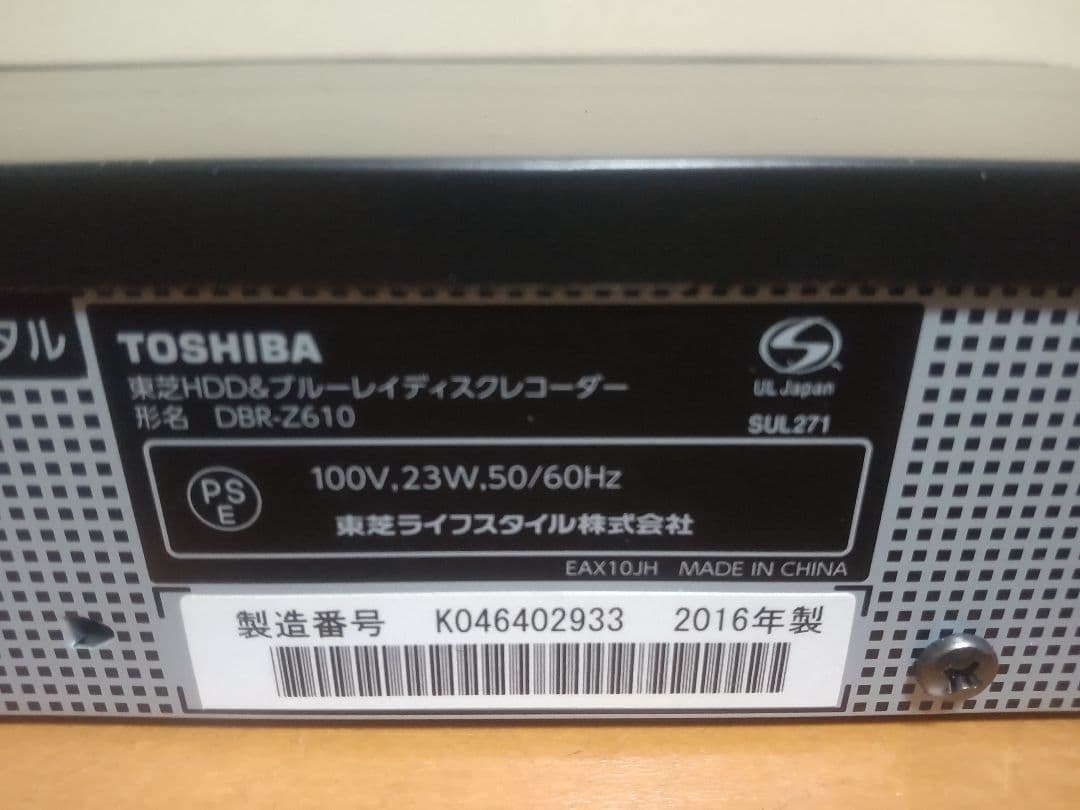 タル
TOSHIBA
東芝HDD&ブルーレイディスクレコーダー
形名 DBR-Z610
UL Japan
SUL271
PS
E
100V,23W,50/60Hz
東芝ライフスタイル株式会社
EAX10JH MADE IN CHINA
製造番号 K046402933 2016年製